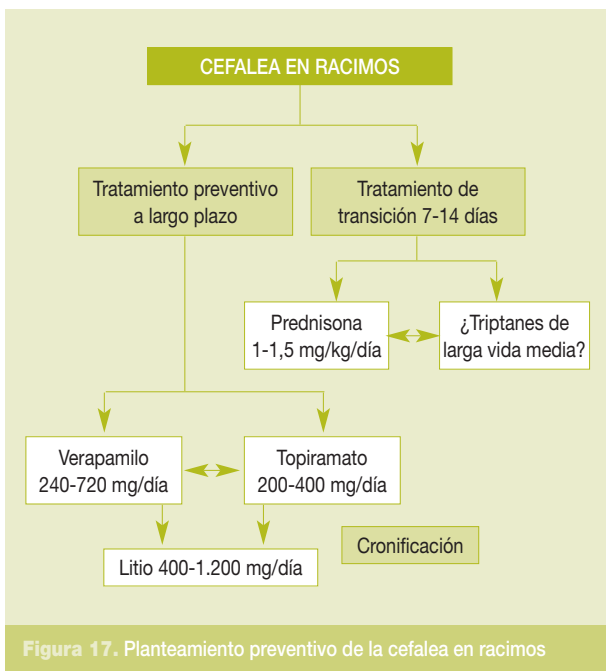 CEFALEA EN RACIMOS
Tratamiento preventivo
a largo plazo
Tratamiento de
transición 7-14 días
Prednisona
1-1,5 mg/kg/día
¿Triptanes de
larga vida media?
Verapamilo
240-720 mg/día
Topiramato
200-400 mg/día
Cronificación
Litio 400-1.200 mg/día
Figura 17. Planteamiento preventivo de la cefalea en racimos